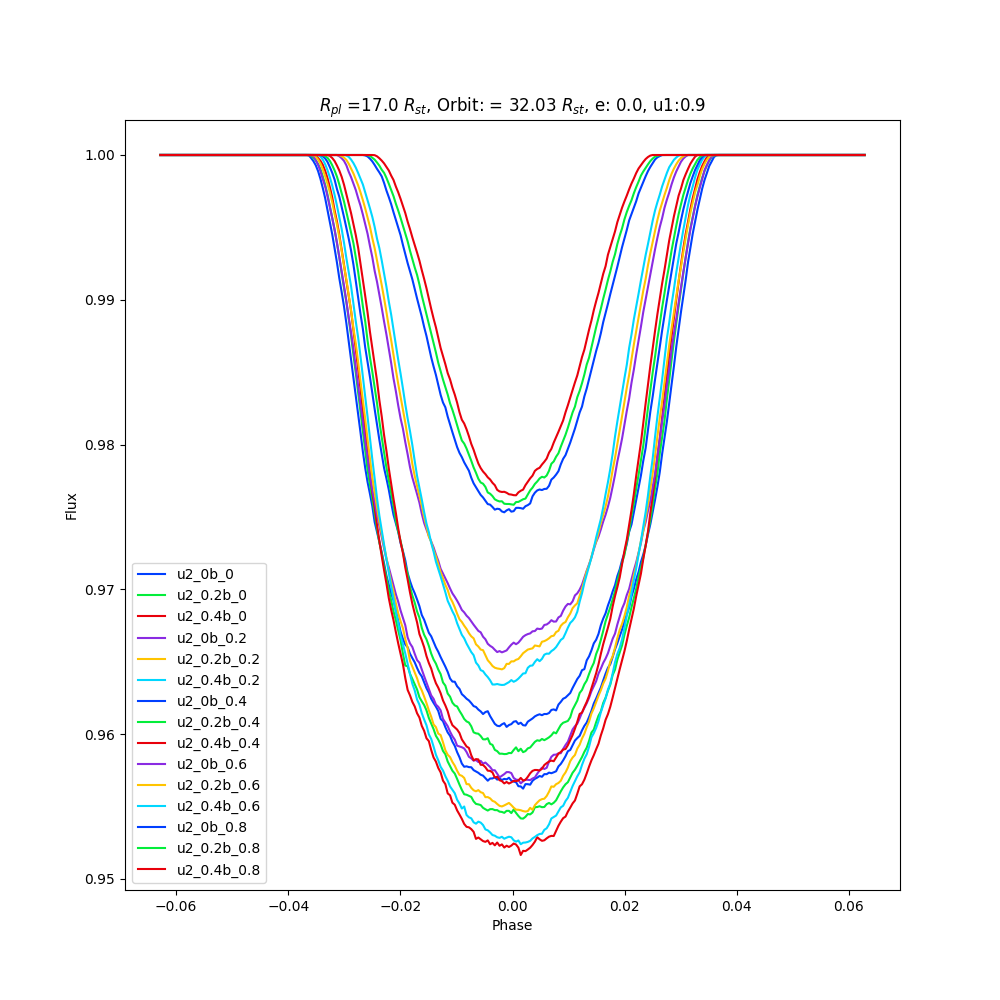 R_pl =17.0 R_st, Orbit: = 32.03 R_st, e: 0.0, u1:0.9
1.00
0.99
0.98
0.97
0.96
0.95
Flux
u2_0b_0
u2_0.2b_0
u2_0.4b_0
u2_0b_0.2
u2_0.2b_0.2
u2_0.4b_0.2
u2_0b_0.4
u2_0.2b_0.4
u2_0.4b_0.4
u2_0b_0.6
u2_0.2b_0.6
u2_0.4b_0.6
u2_0b_0.8
u2_0.2b_0.8
u2_0.4b_0.8
−0.06 −0.04 −0.02 0.00 0.02 0.04 0.06
Phase